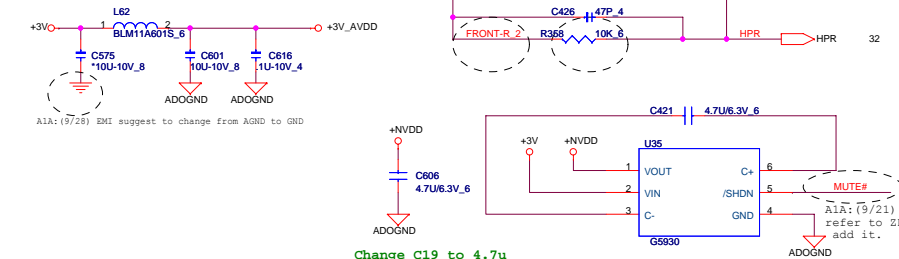 L62
+3V
1
2
+3V_AVDD
BLM11A601S_6
C575
*10U-10V_8
C601
10U-10V_8
C616
.1U-10V_4
ADOGND
ADOGND
A1A:(9/28) EMI suggest to change from AGND to GND
C426
47P_4
FRONT-R_2
R358
10K_6
HPR
HPR
32
+NVDD
C606
4.7U/6.3V_6
ADOGND
C421
4.7U/6.3V_6
+3V
+NVDD
U35
1
VOUT
C+
6
2
VIN
/SHDN
5
MUTE#
3
C-
GND
4
G5930
ADOGND
A1A:(9/21)
refer to
add it.
Change C19 to 4.7u